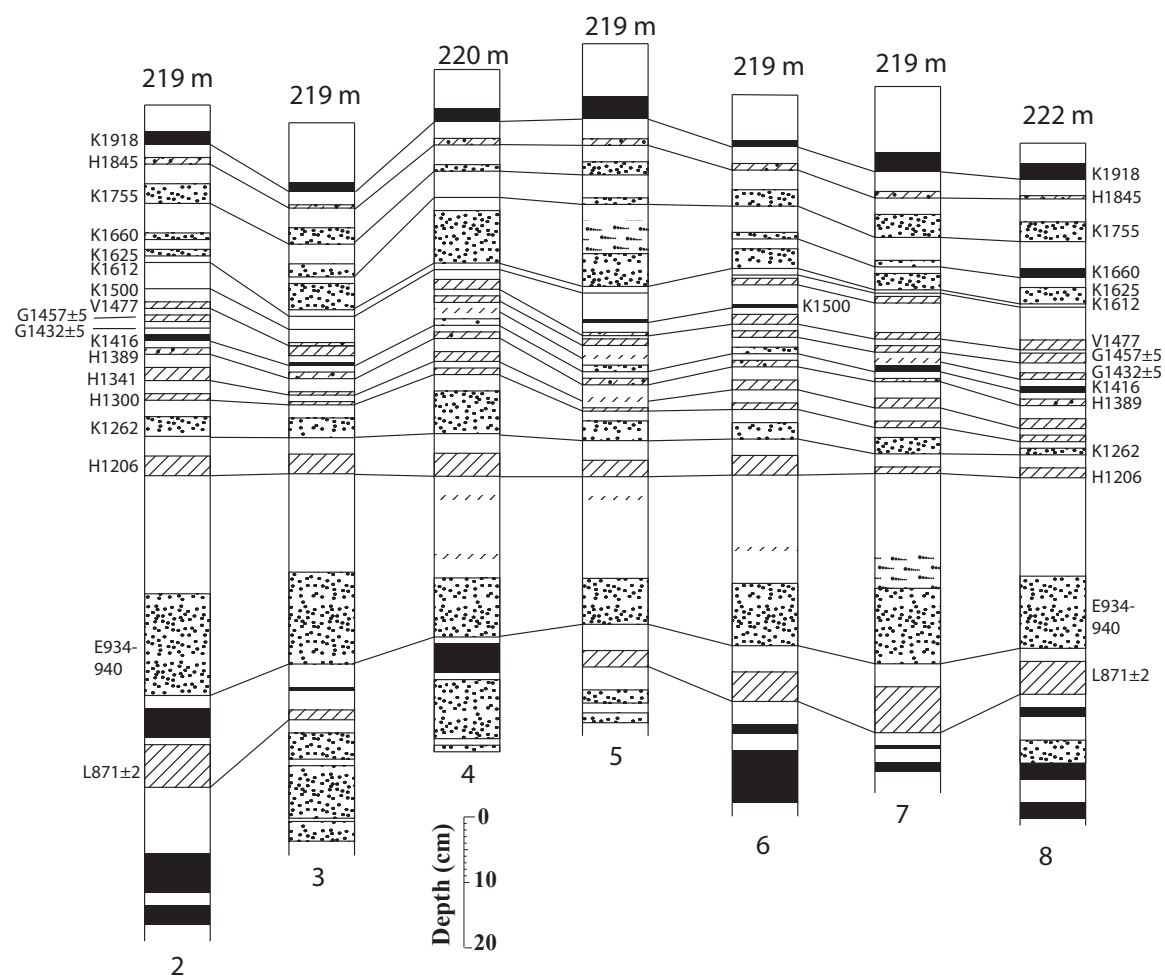 219 m
219 m
220 m
219 m
219 m
219 m
222 m
K1918
H1845
K1755
K1660
K1625
K1612
K1500
V1477
G1457±5
G1432±5
K1416
H1389
H1341
H1300
K1262
H1206
E934-
940
L871±2
K1500
K1918
H1845
K1755
K1660
K1625
K1612
V1477
G1457±5
G1432±5
K1416
H1389
K1262
H1206
E934-
940
L871±2
2
3
4
5
6
7
8
Depth (cm)
0
10
20